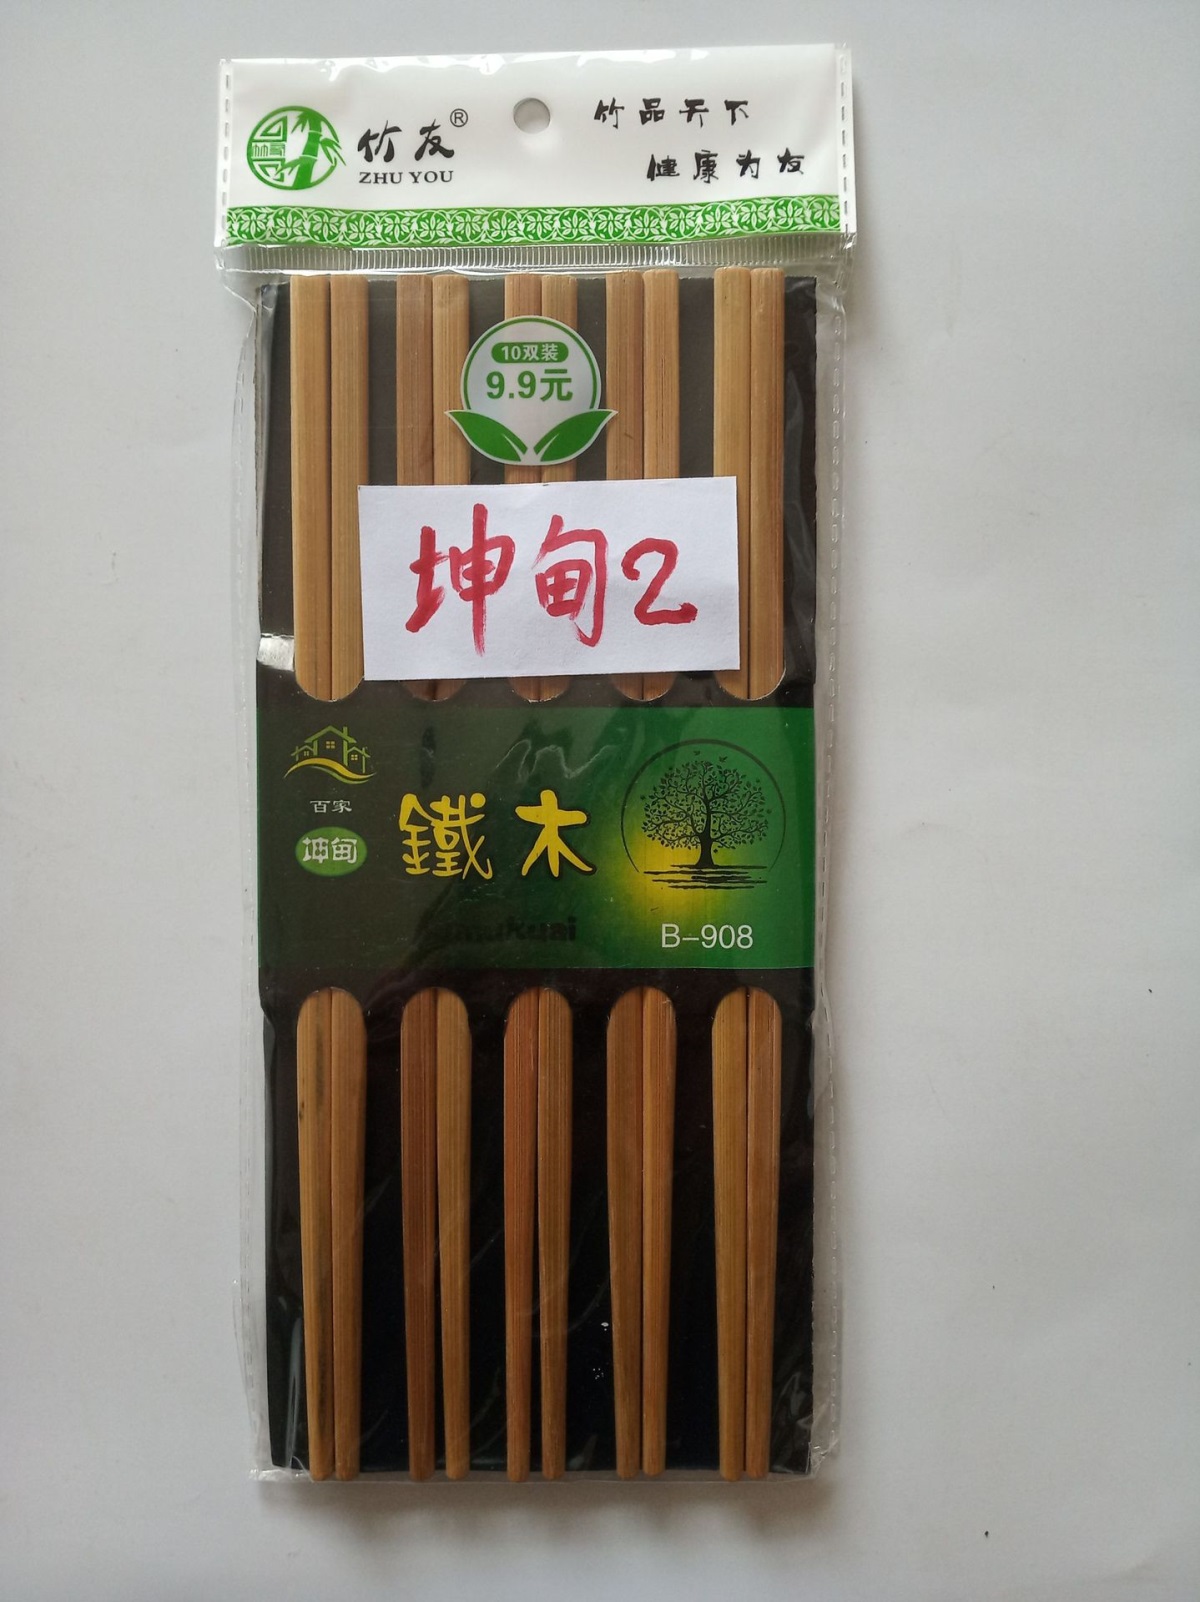 竹友®
ZHU YOU
竹品天下
健康为友
10双装
9.9元
坤甸2
百家
坤甸
鐵木
B-908